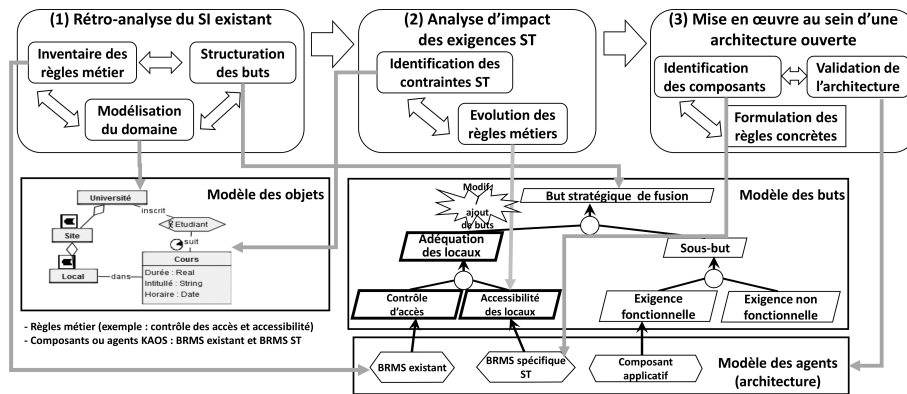 (1) Rétro-analyse du SI existant
Inventaire des
règles métier
Structuration
des buts
Modélisation
du domaine
(2) Analyse d’impact
des exigences ST
Identification des
contraintes ST
Evolution des
règles métiers
(3) Mise en œuvre au sein d’une
architecture ouverte
Identification
des composants
Validation de
l’architecture
Formulation des
règles concrètes
Modèle des objets
Université
inscrit
Etudiant
Site
suit
Cours
Local
dans
Durée : Real
Intitullé : String
Horaire : Date
- Règles métier (exemple : contrôle des accès et accessibilité)
- Composants ou agents KAOS : BRMS existant et BRMS ST
Modèle des buts
Modif/
ajout
de buts
But stratégique de fusion
Adéquation
des locaux
Sous-but
Contrôle
d’accès
Accessibilité
des locaux
Exigence
fonctionnelle
Exigence non
fonctionnelle
BRMS existant
BRMS spécifique
ST
Composant
applicatif
Modèle des agents
(architecture)